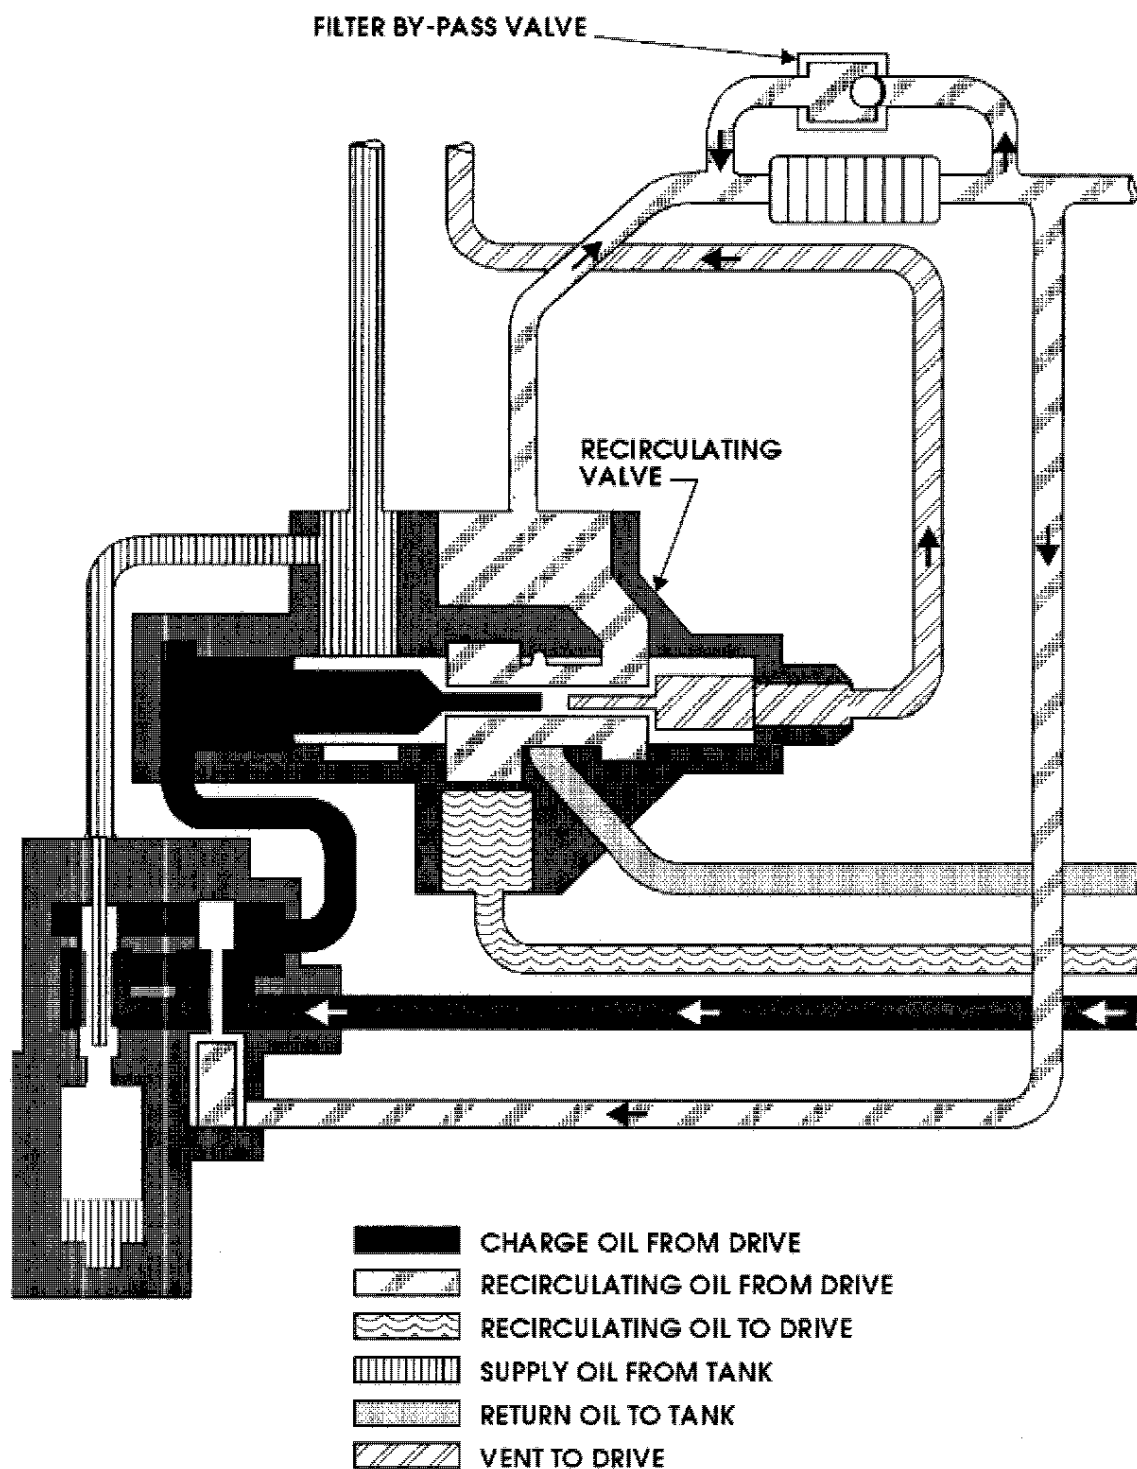 FILTER BY-PASS VALVE
RECIRCULATING
VALVE
CHARGE OIL FROM DRIVE
RECIRCULATING OIL FROM DRIVE
RECIRCULATING OIL TO DRIVE
SUPPLY OIL FROM TANK
RETURN OIL TO TANK
VENT TO DRIVE